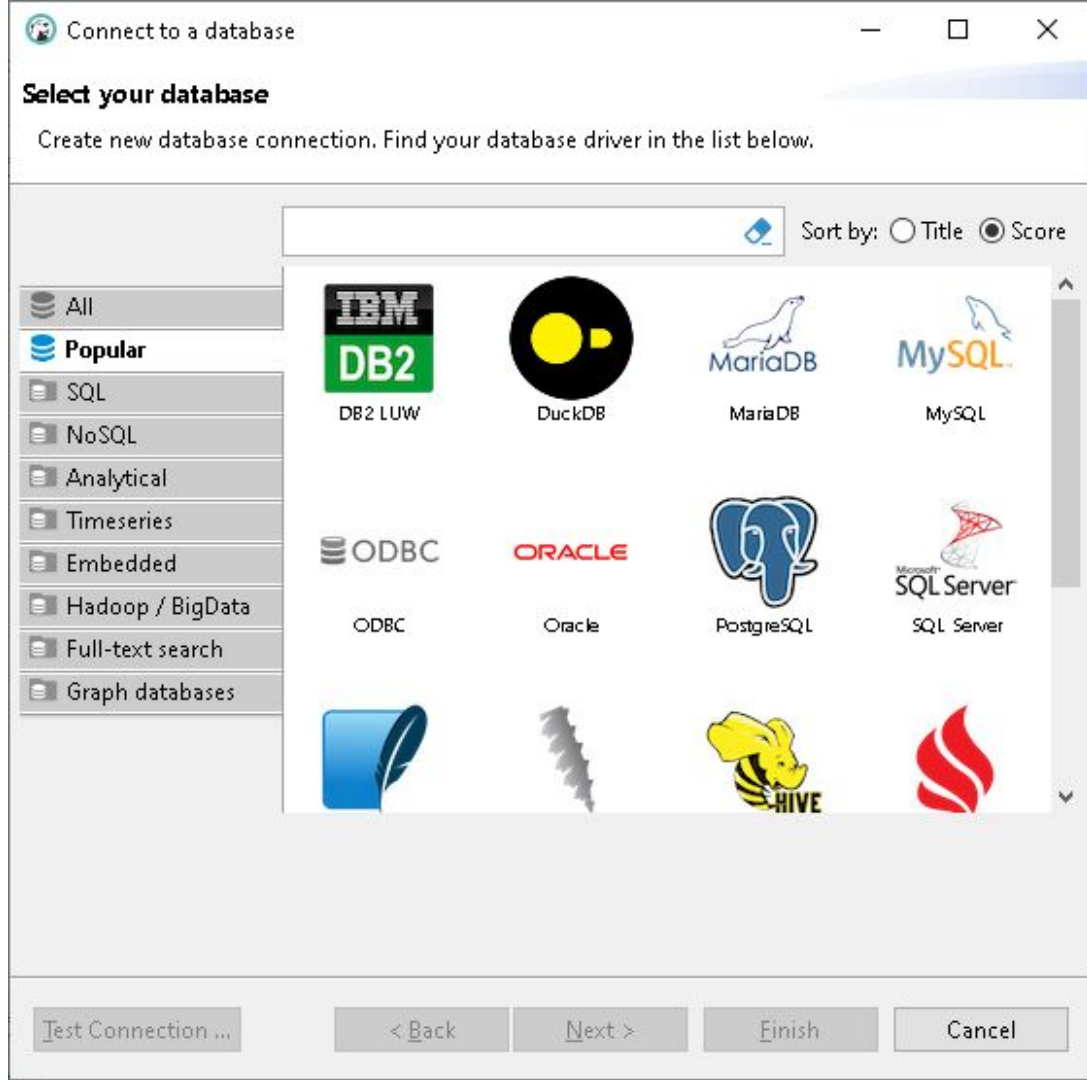 Connect to a database
Select your database
Create new database connection. Find your database driver in the list below.
Sort by: Title Score
All
Popular
SQL
NoSQL
Analytical
Timeseries
Embedded
Hadoop / BigData
Full-text search
Graph databases
IBM
DB2
MariaDB
MySQL™
DB2 LUW DuckDB MariaDB MySQL
ODBC
ORACLE
Microsoft®
SQL Server
ODBC Oracle PostgreSQL SQL Server
HIVE
Test Connection ... < Back Next > Finish Cancel